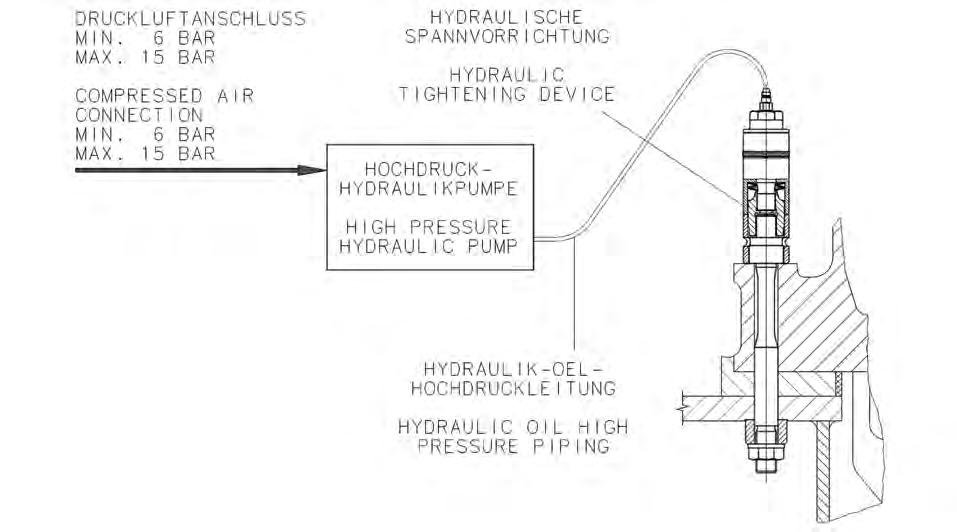 DRUCKLUFTANSCHLUSS
MIN. 6 BAR
MAX. 15 BAR
COMPRESSED AIR
CONNECTION
MIN. 6 BAR
MAX. 15 BAR
HYDRAULISCHE
SPANNVORRICHTUNG
HYDRAULIC
TIGHTENING DEVICE
HOCHDRUCK-
HYDRAULIKPUMPE
HIGH PRESSURE
HYDRAULIC PUMP
HYDRAULIK-OEL-
HOCHDRUCKLEITUNG
HYDRAULIC OIL HIGH
PRESSURE PIPING